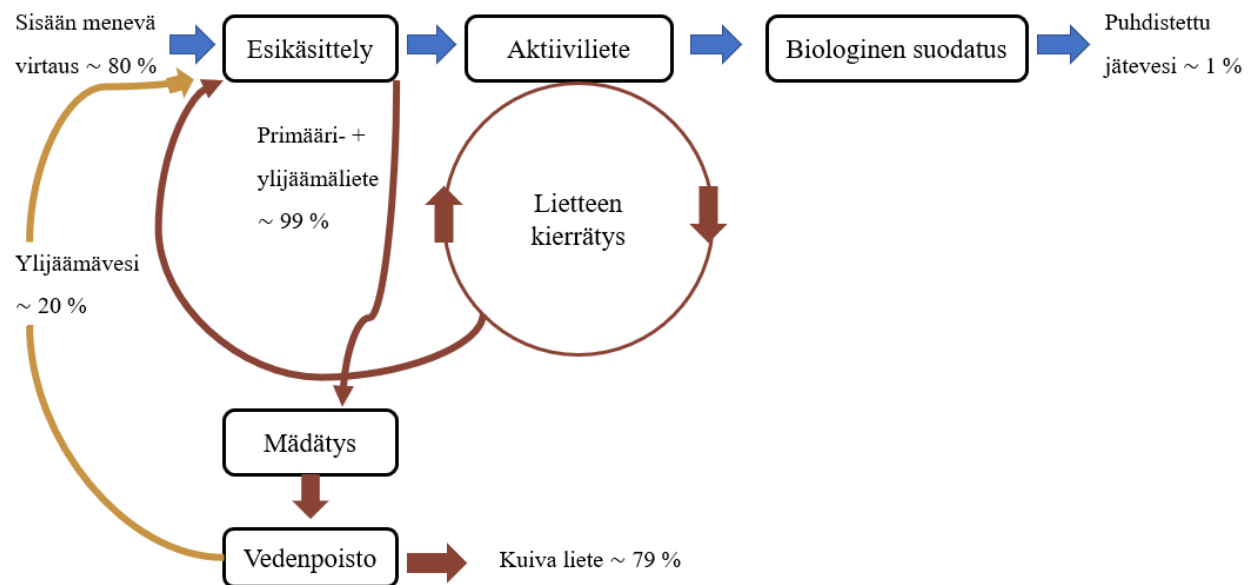 Sisään menevä
virtaus ~ 80 %
Esikäsittely
Aktiiviliete
Biologinen suodatus
Puhdistettu
jätevesi ~ 1 %
Primääri- +
ylijäämäliete
~ 99 %
Lietteen
kierrätys
Ylijäämävesi
~ 20 %
Mädätys
Vedenpoisto
Kuiva liete ~ 79 %